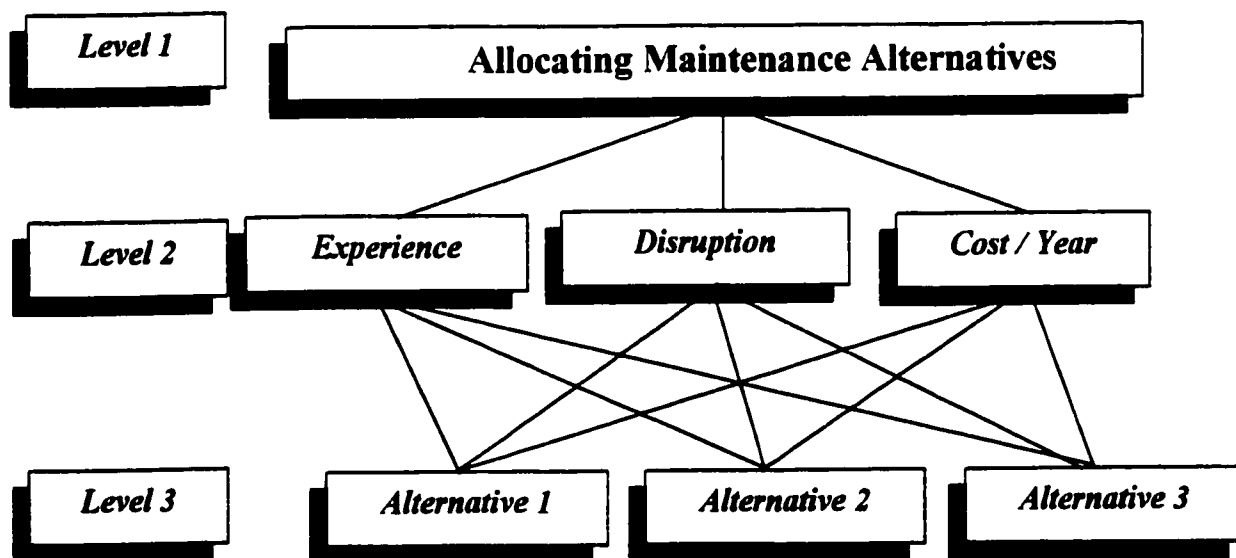 Level 1
Allocating Maintenance Alternatives
Level 2
Experience
Disruption
Cost / Year
Level 3
Alternative 1
Alternative 2
Alternative 3